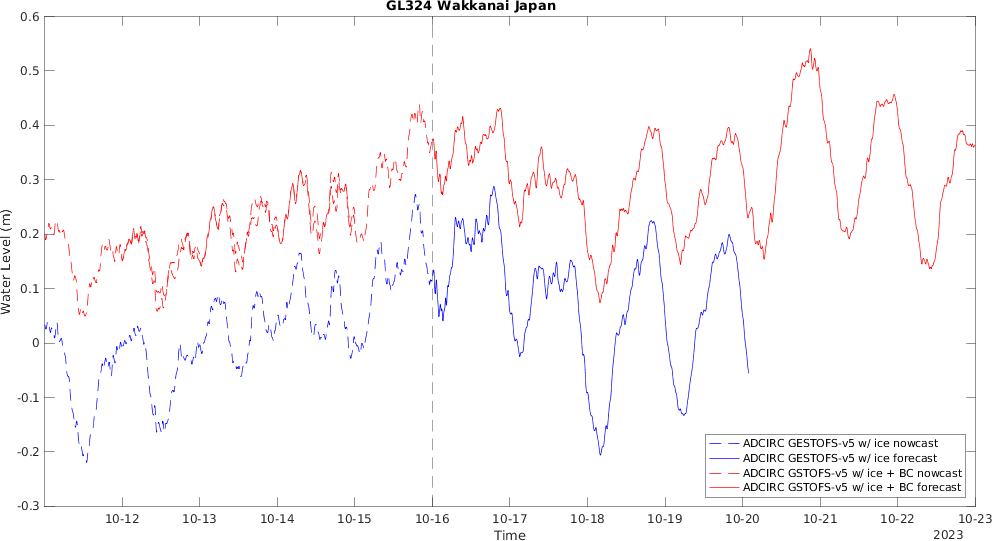 GL324 Wakkanai Japan
0.6
0.5
0.4
0.3
0.2
0.1
0
-0.1
-0.2
-0.3
Water Level (m)
10-12 10-13 10-14 10-15 10-16 10-17 10-18 10-19 10-20 10-21 10-22 10-23
Time
2023
ADCIRC GESTOFS-v5 w/ ice nowcast
ADCIRC GESTOFS-v5 w/ ice forecast
ADCIRC GSTOFS-v5 w/ ice + BC nowcast
ADCIRC GSTOFS-v5 w/ ice + BC forecast